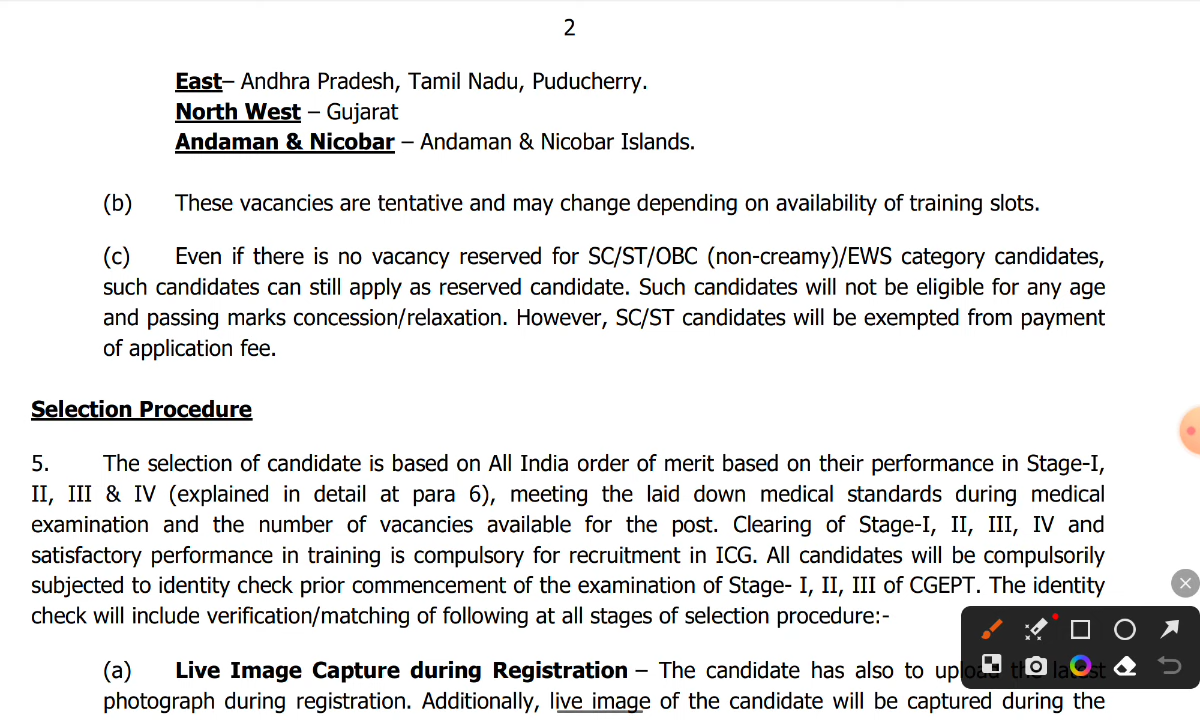 2
East– Andhra Pradesh, Tamil Nadu, Puducherry.
North West – Gujarat
Andaman & Nicobar – Andaman & Nicobar Islands.
(b) These vacancies are tentative and may change depending on availability of training slots.
(c) Even if there is no vacancy reserved for SC/ST/OBC (non-creamy)/EWS category candidates,
such candidates can still apply as reserved candidate. Such candidates will not be eligible for any age
and passing marks concession/relaxation. However, SC/ST candidates will be exempted from payment
of application fee.
Selection Procedure
5. The selection of candidate is based on All India order of merit based on their performance in Stage-I,
II, III & IV (explained in detail at para 6), meeting the laid down medical standards during medical
examination and the number of vacancies available for the post. Clearing of Stage-I, II, III, IV and
satisfactory performance in training is compulsory for recruitment in ICG. All candidates will be compulsorily
subjected to identity check prior commencement of the examination of Stage- I, II, III of CGEPT. The identity
check will include verification/matching of following at all stages of selection procedure:-
(a) Live Image Capture during Registration – The candidate has also to upload the latest
photograph during registration. Additionally, live image of the candidate will be captured during the